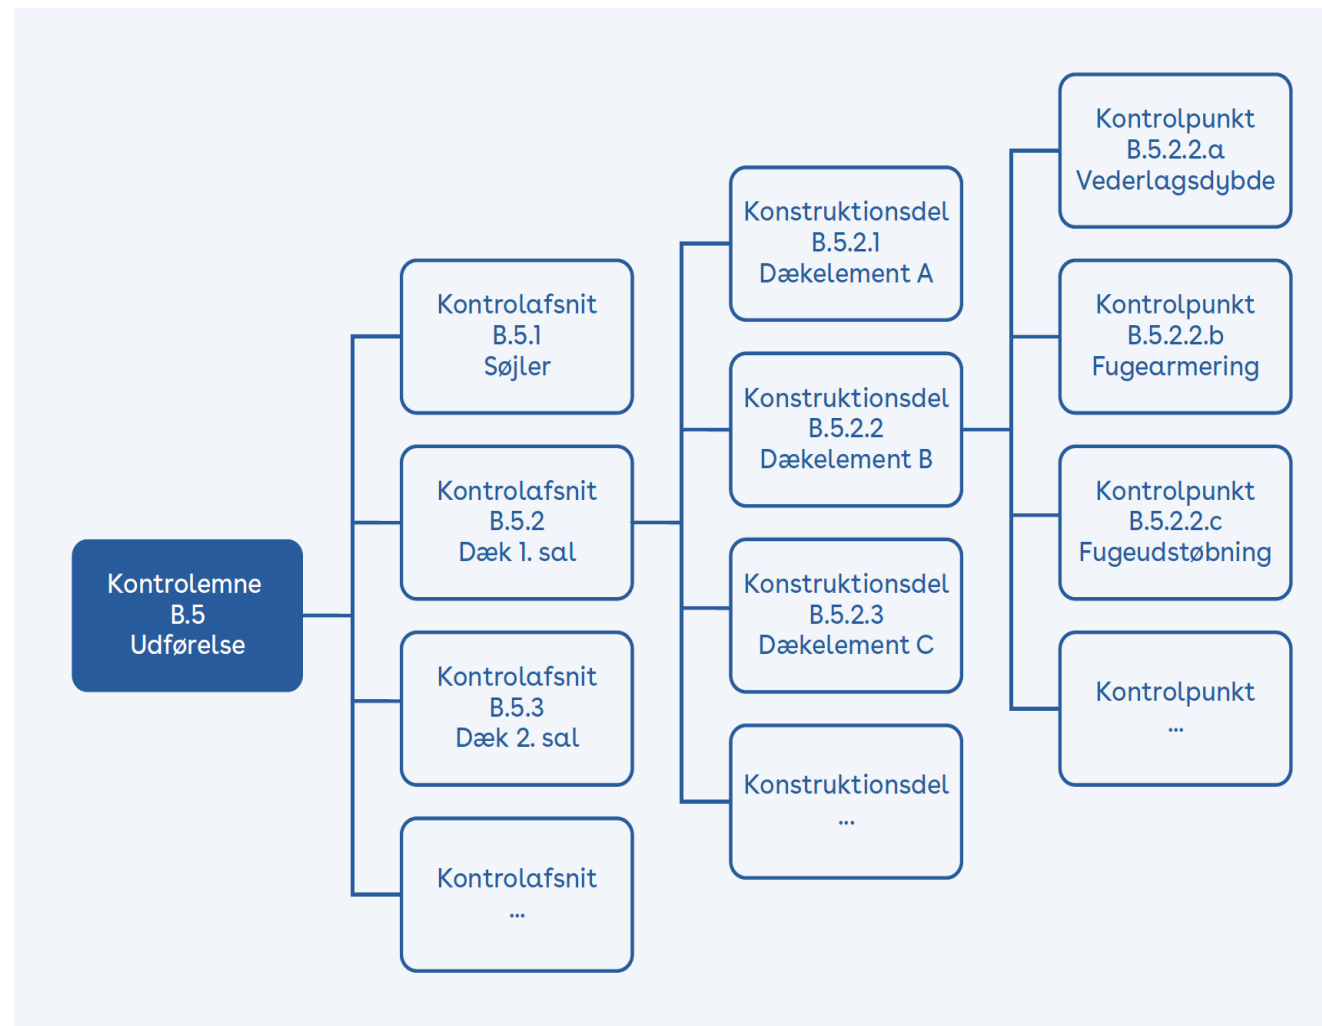 Kontrolemne
B.5
Udførelse
Kontrolafsnit
B.5.1
Søjler
Kontrolafsnit
B.5.2
Dæk 1. sal
Kontrolafsnit
B.5.3
Dæk 2. sal
Kontrolafsnit
...
Konstruktionsdel
B.5.2.1
Dækelement A
Konstruktionsdel
B.5.2.2
Dækelement B
Konstruktionsdel
B.5.2.3
Dækelement C
Konstruktionsdel
...
Kontrolpunkt
B.5.2.2.a
Vederlagsdybde
Kontrolpunkt
B.5.2.2.b
Fugearmering
Kontrolpunkt
B.5.2.2.c
Fugeudstøbning
Kontrolpunkt
...